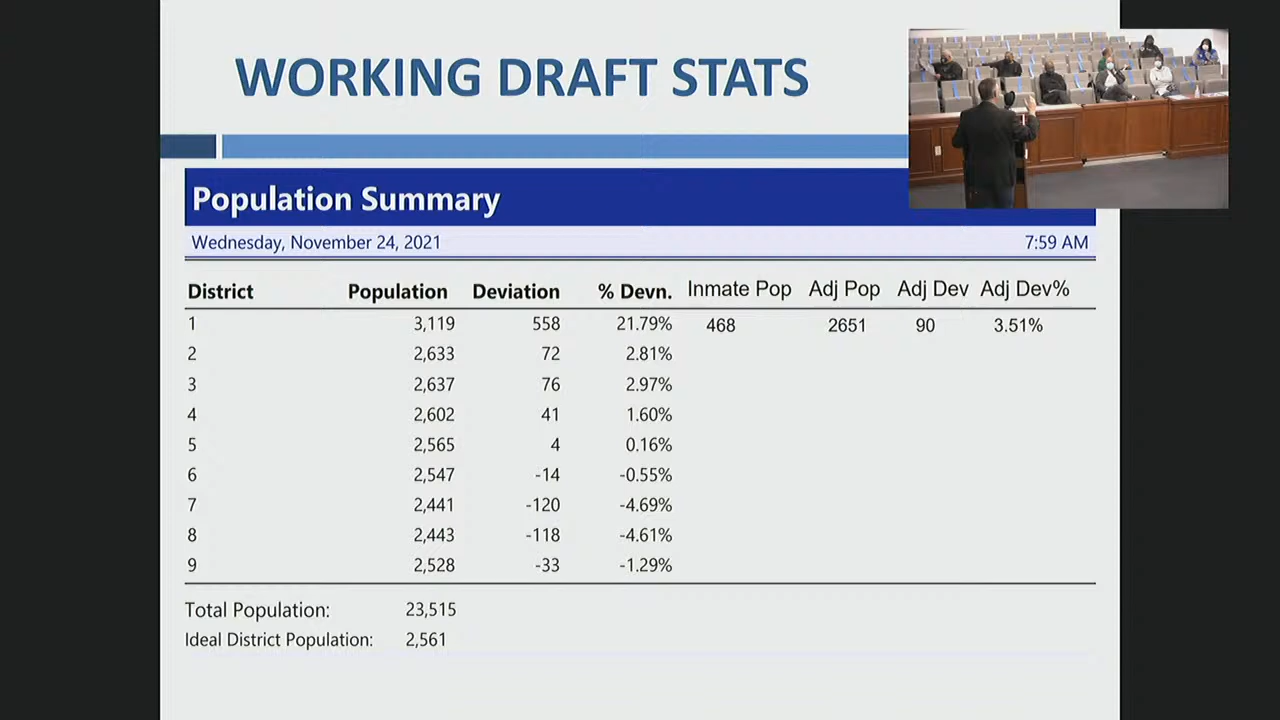 WORKING DRAFT STATS
Population Summary
Wednesday, November 24, 2021 7:59 AM
District Population Deviation % Devn. Inmate Pop Adj Pop Adj Dev Adj Dev%
1 3,119 558 21.79% 468 2651 90 3.51%
2 2,633 72 2.81%
3 2,637 76 2.97%
4 2,602 41 1.60%
5 2,565 4 0.16%
6 2,547 -14 -0.55%
7 2,441 -120 -4.69%
8 2,443 -118 -4.61%
9 2,528 -33 -1.29%
Total Population: 23,515
Ideal District Population: 2,561